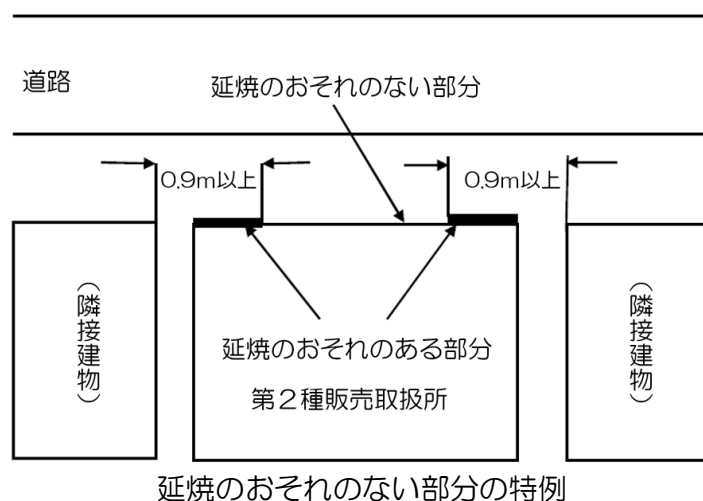 道路
延焼のおそれのない部分
0.9m以上
0.9m以上
（隣接建物）
（隣接建物）
延焼のおそれのある部分
第２種販売取扱所
延焼のおそれのない部分の特例